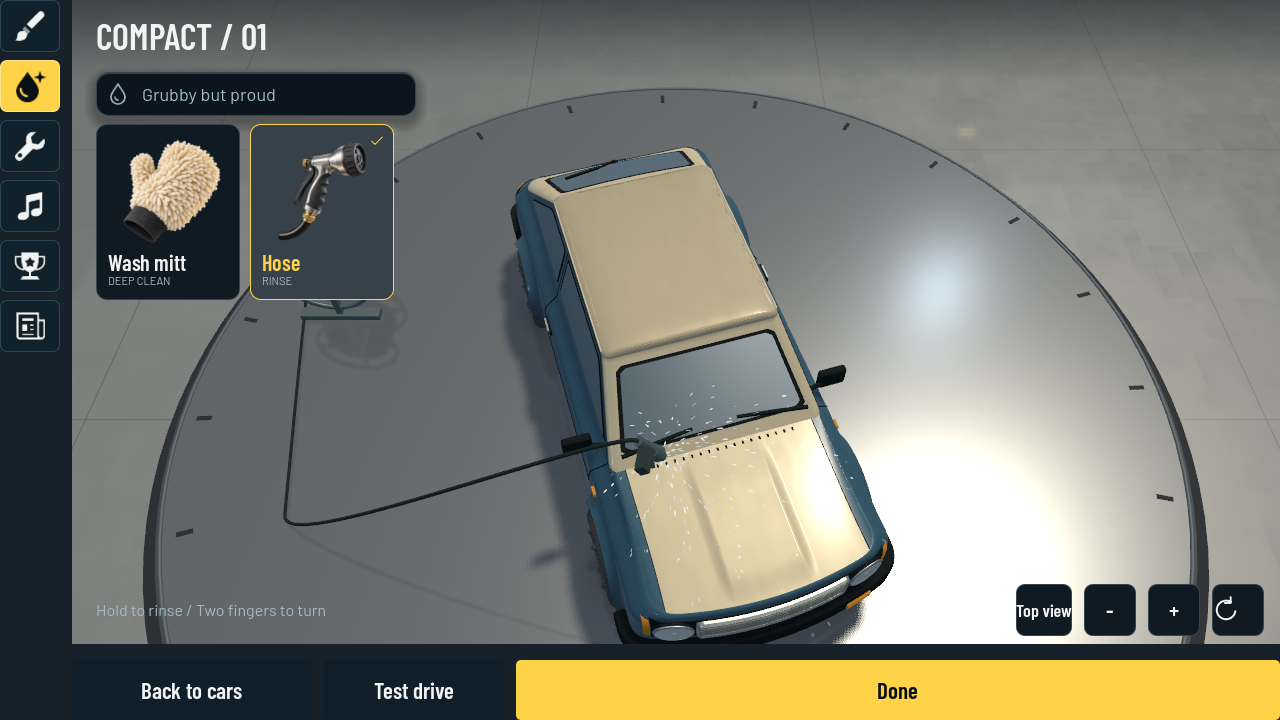 COMPACT / 01
Grubby but proud
Wash mitt
DEEP CLEAN
Hose
RINSE
Hold to rinse / Two fingers to turn
Top view
-
+
Back to cars
Test drive
Done